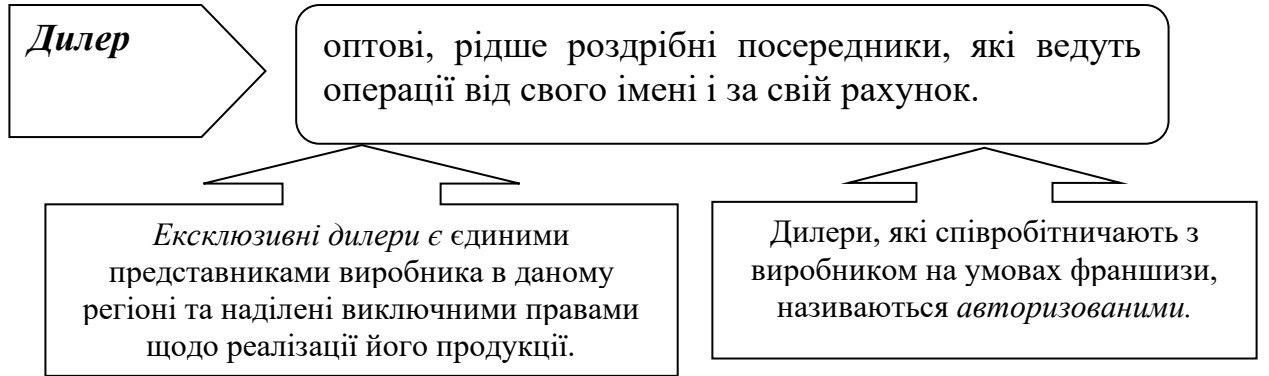 Дилер
оптові, рідше роздрібні посередники, які ведуть
операції від свого імені і за свій рахунок.
Ексклюзивні дилери є єдиними
представниками виробника в даному
регіоні та наділені виключними правами
щодо реалізації його продукції.
Дилери, які співробітничають з
виробником на умовах франшизи,
називаються авторизованими.